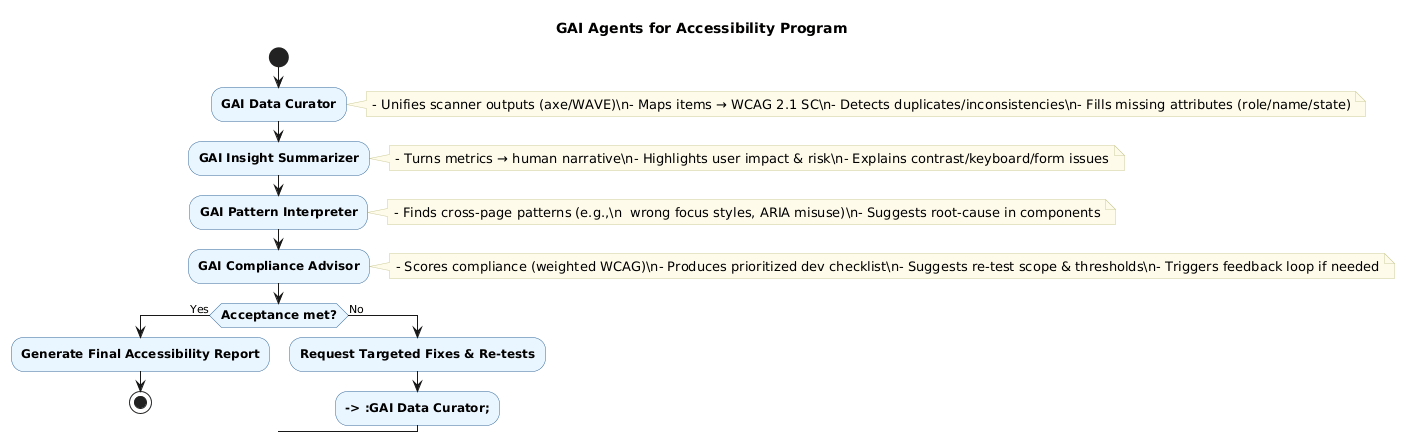 GAI Agents for Accessibility Program
GAI Data Curator
- Unifies scanner outputs (axe/WAVE)\n- Maps items → WCAG 2.1 SC\n- Detects duplicates/inconsistencies\n- Fills missing attributes (role/name/state)
GAI Insight Summarizer
- Turns metrics → human narrative\n- Highlights user impact & risk\n- Explains contrast/keyboard/form issues
GAI Pattern Interpreter
- Finds cross-page patterns (e.g.,\n  wrong focus styles, ARIA misuse)\n- Suggests root-cause in components
GAI Compliance Advisor
- Scores compliance (weighted WCAG)\n- Produces prioritized dev checklist\n- Suggests re-test scope & thresholds\n- Triggers feedback loop if needed
Yes
Acceptance met?
No
Generate Final Accessibility Report
Request Targeted Fixes & Re-tests
-> :GAI Data Curator;